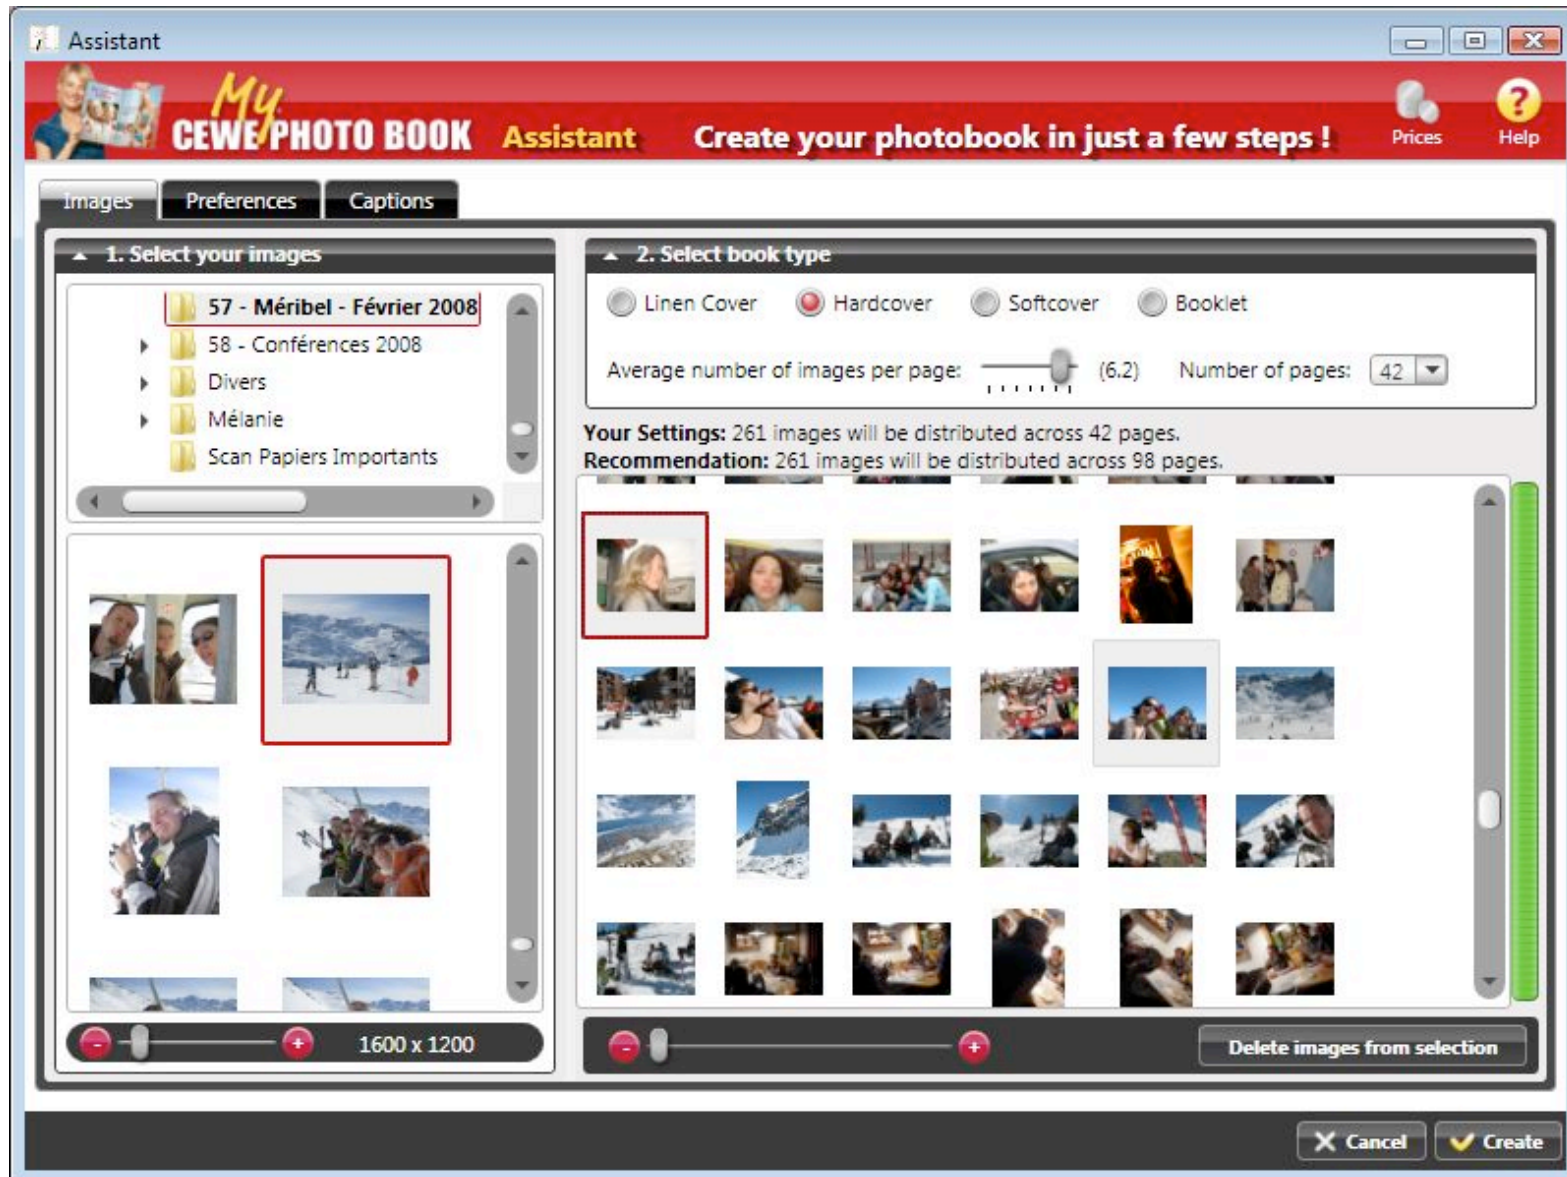 Assistant
My
CEWE PHOTO BOOK Assistant Create your photobook in just a few steps !
Prices
Help
Images Preferences Captions
1. Select your images
57 - Méribel - Février 2008
58 - Conférences 2008
Divers
Mélanie
Scan Papiers Importants
1600 x 1200
2. Select book type
Linen Cover Hardcover Softcover Booklet
Average number of images per page: (6.2) Number of pages: 42
Your Settings: 261 images will be distributed across 42 pages.
Recommendation: 261 images will be distributed across 98 pages.
Delete images from selection
Cancel Create